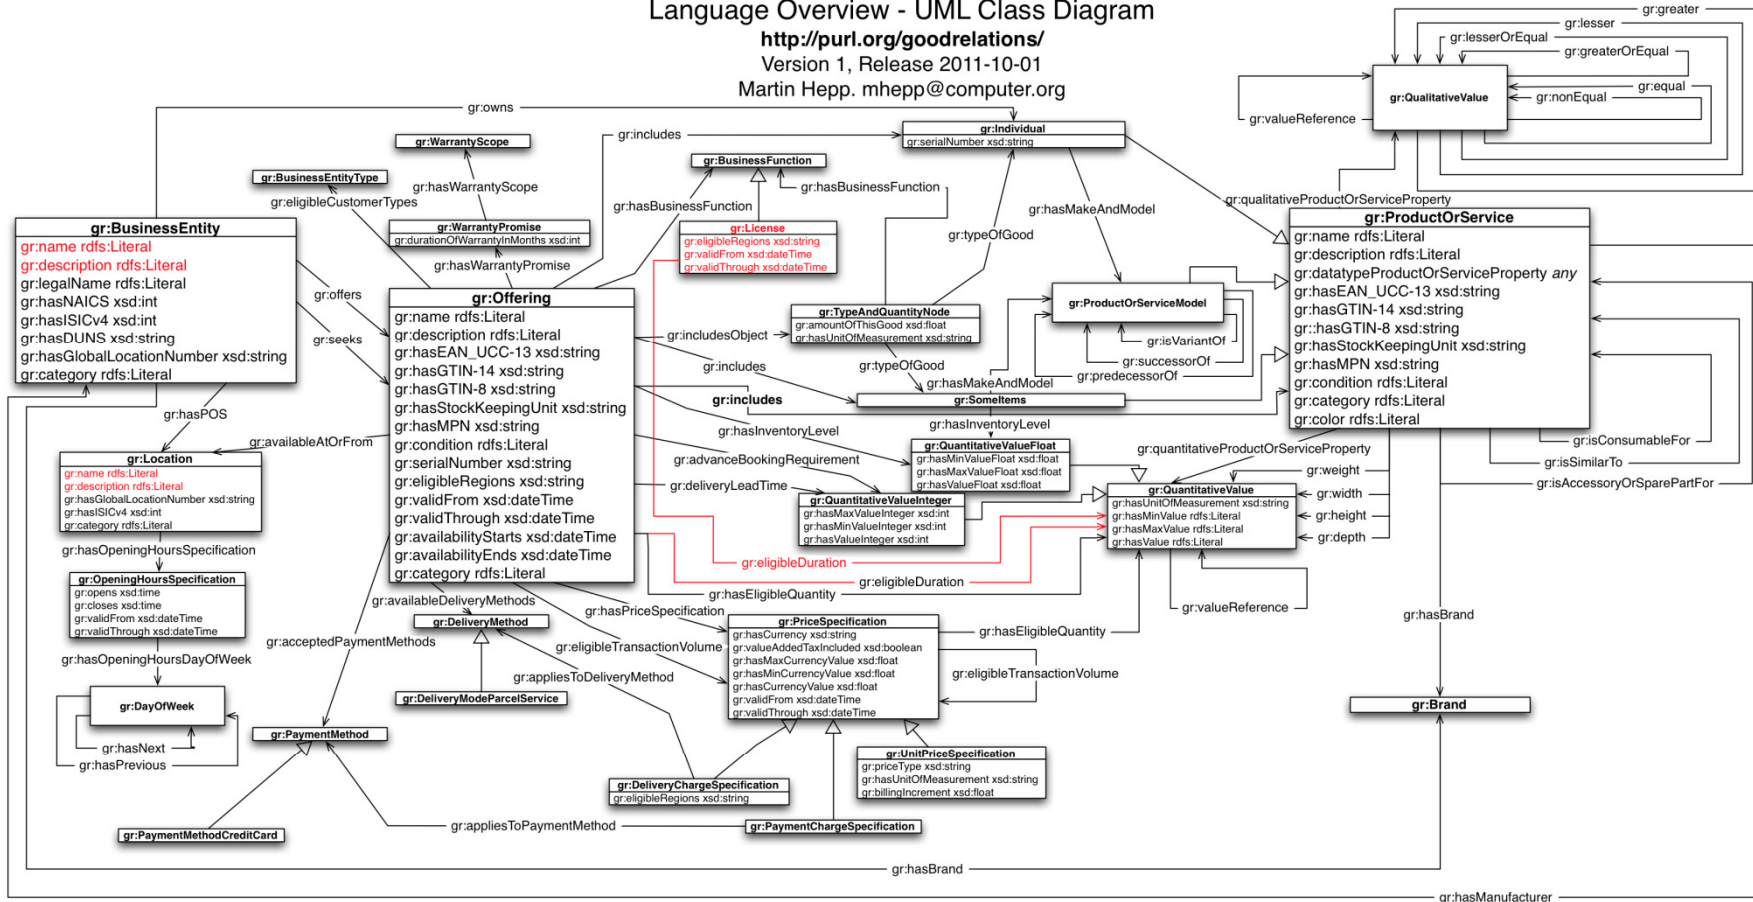 Language Overview - UML Class Diagram
http://purl.org/goodrelations/
Version 1, Release 2011-10-01
Martin Hepp. mhepp@computer.org
gr:greater
gr:lesser
gr:lesserOrEqual
gr:greaterOrEqual
gr:QualitativeValue
gr:equal
gr:nonEqual
gr:valueReference
gr:owns
gr:includes
gr:Individual
gr:serialNumber xsd:string
gr:WarrantyScope
gr:BusinessFunction
gr:BusinessEntityType
gr:hasWarrantyScope
gr:eligibleCustomerTypes
gr:hasBusinessFunction
gr:hasBusinessFunction
gr:hasMakeAndModel
gr:typeOfGood
gr:qualitativeProductOrServiceProperty
gr:BusinessEntity
gr:name rdfs:Literal
gr:description rdfs:Literal
gr:legalName rdfs:Literal
gr:hasNAICS xsd:int
gr:hasISICv4 xsd:int
gr:hasDUNS xsd:string
gr:hasGlobalLocationNumber xsd:string
gr:category rdfs:Literal
gr:WarrantyPromise
gr:durationOfWarrantyInMonths xsd:int
gr:hasWarrantyPromise
gr:License
gr:eligibleRegions xsd:string
gr:validFrom xsd:dateTime
gr:validThrough xsd:dateTime
gr:ProductOrService
gr:name rdfs:Literal
gr:description rdfs:Literal
gr:datatypeProductOrServiceProperty any
gr:hasEAN_UCC-13 xsd:string
gr:hasGTIN-14 xsd:string
gr::hasGTIN-8 xsd:string
gr:hasStockKeepingUnit xsd:string
gr:hasMPN xsd:string
gr:condition rdfs:Literal
gr:category rdfs:Literal
gr:color rdfs:Literal
gr:offers
gr:seeks
gr:Offering
gr:name rdfs:Literal
gr:description rdfs:Literal
gr:hasEAN_UCC-13 xsd:string
gr:hasGTIN-14 xsd:string
gr:hasGTIN-8 xsd:string
gr:hasStockKeepingUnit xsd:string
gr:hasMPN xsd:string
gr:condition rdfs:Literal
gr:serialNumber xsd:string
gr:eligibleRegions xsd:string
gr:validFrom xsd:dateTime
gr:validThrough xsd:dateTime
gr:availabilityStarts xsd:dateTime
gr:availabilityEnds xsd:dateTime
gr:category rdfs:Literal
gr:includesObject
gr:TypeAndQuantityNode
gr:amountOfThisGood xsd:float
gr:hasUnitOfMeasurement xsd:string
gr:ProductOrServiceModel
gr:isVariantOf
gr:successorOf
gr:predecessorOf
gr:includes
gr:typeOfGood
gr:hasMakeAndModel
gr:includes
gr:SomeItems
gr:hasInventoryLevel
gr:hasInventoryLevel
gr:hasPOS
gr:availableAtOrFrom
gr:Location
gr:name rdfs:Literal
gr:description rdfs:Literal
gr:hasGlobalLocationNumber xsd:string
gr:hasISICv4 xsd:int
gr:category rdfs:Literal
gr:advanceBookingRequirement
gr:deliveryLeadTime
gr:QuantitativeValueFloat
gr:hasMinValueFloat xsd:float
gr:hasMaxValueFloat xsd:float
gr:hasValueFloat xsd:float
gr:QuantitativeValueInteger
gr:hasMaxValueInteger xsd:int
gr:hasMinValueInteger xsd:int
gr:hasValueInteger xsd:int
gr:quantitativeProductOrServiceProperty
gr:QuantitativeValue
gr:hasUnitOfMeasurement xsd:string
gr:hasMinValue rdfs:Literal
gr:hasMaxValue rdfs:Literal
gr:hasValue rdfs:Literal
gr:weight
gr:width
gr:height
gr:depth
gr:isConsumableFor
gr:isSimilarTo
gr:isAccessoryOrSparePartFor
gr:eligibleDuration
gr:eligibleDuration
gr:hasEligibleQuantity
gr:valueReference
gr:hasBrand
gr:hasOpeningHoursSpecification
gr:OpeningHoursSpecification
gr:opens xsd:time
gr:closes xsd:time
gr:validFrom xsd:dateTime
gr:validThrough xsd:dateTime
gr:hasOpeningHoursDayOfWeek
gr:DayOfWeek
gr:hasNext
gr:hasPrevious
gr:availableDeliveryMethods
gr:DeliveryMethod
gr:acceptedPaymentMethods
gr:hasPriceSpecification
gr:eligibleTransactionVolume
gr:appliesToDeliveryMethod
gr:DeliveryModeParcelService
gr:PriceSpecification
gr:hasCurrency xsd:string
gr:valueAddedTaxIncluded xsd:boolean
gr:hasMaxCurrencyValue xsd:float
gr:hasMinCurrencyValue xsd:float
gr:hasCurrencyValue xsd:float
gr:validFrom xsd:dateTime
gr:validThrough xsd:dateTime
gr:hasEligibleQuantity
gr:eligibleTransactionVolume
gr:Brand
gr:PaymentMethod
gr:UnitPriceSpecification
gr:priceType xsd:string
gr:hasUnitOfMeasurement xsd:string
gr:billingIncrement xsd:float
gr:DeliveryChargeSpecification
gr:eligibleRegions xsd:string
gr:PaymentMethodCreditCard
gr:appliesToPaymentMethod
gr:PaymentChargeSpecification
gr:hasBrand
gr:hasManufacturer